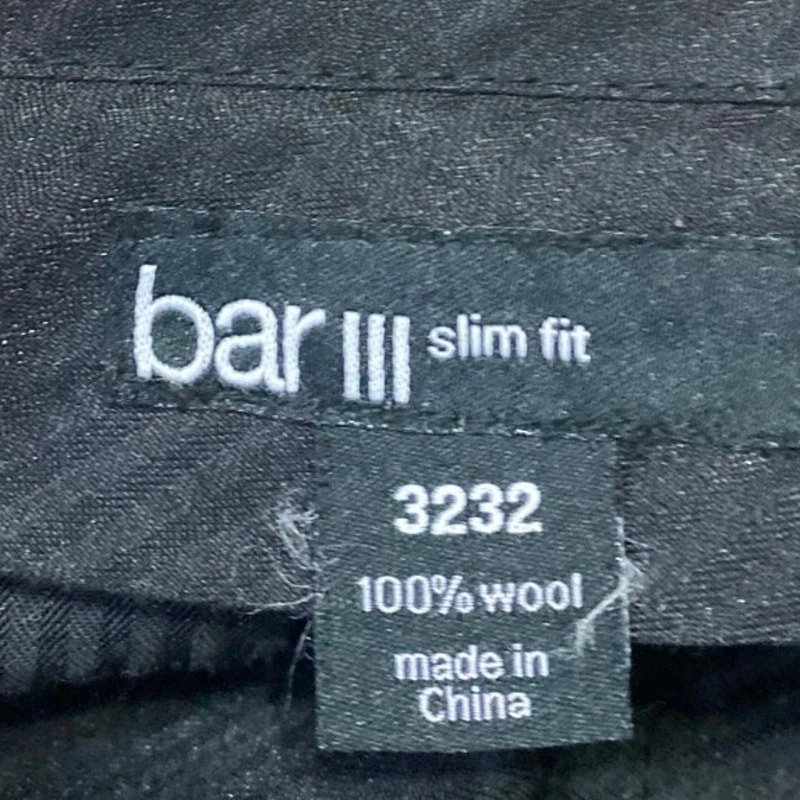 bar III slim fit
3232
100% wool
made in
China